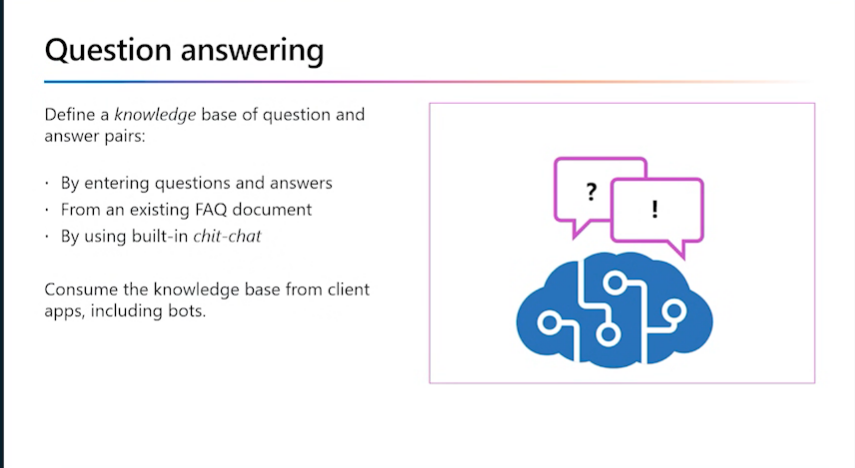 Question answering
Define a knowledge base of question and
answer pairs:
· By entering questions and answers
· From an existing FAQ document
· By using built-in chit-chat
Consume the knowledge base from client
apps, including bots.
?
!